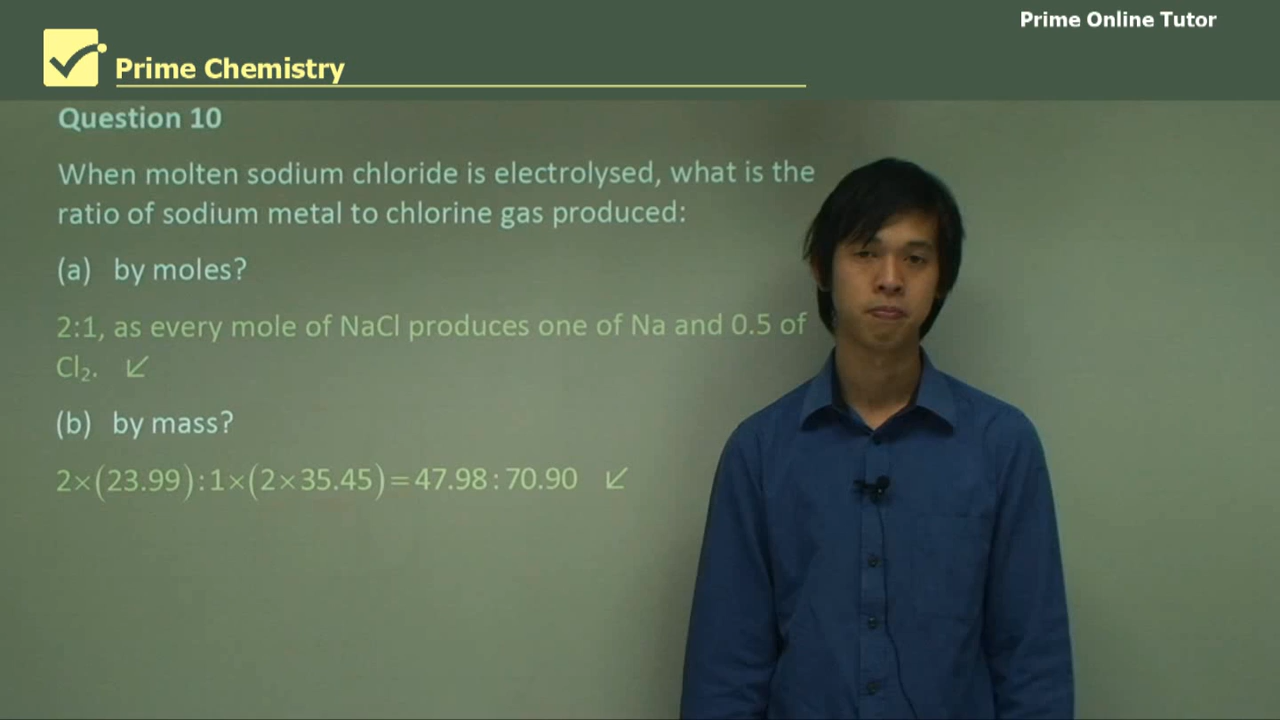 Prime Online Tutor
Prime Chemistry
Question 10
When molten sodium chloride is electrolysed, what is the
ratio of sodium metal to chlorine gas produced:
(a) by moles?
2:1, as every mole of NaCl produces one of Na and 0.5 of
Cl₂. ↙
(b) by mass?
2×(23.99):1×(2×35.45)=47.98:70.90 ↙